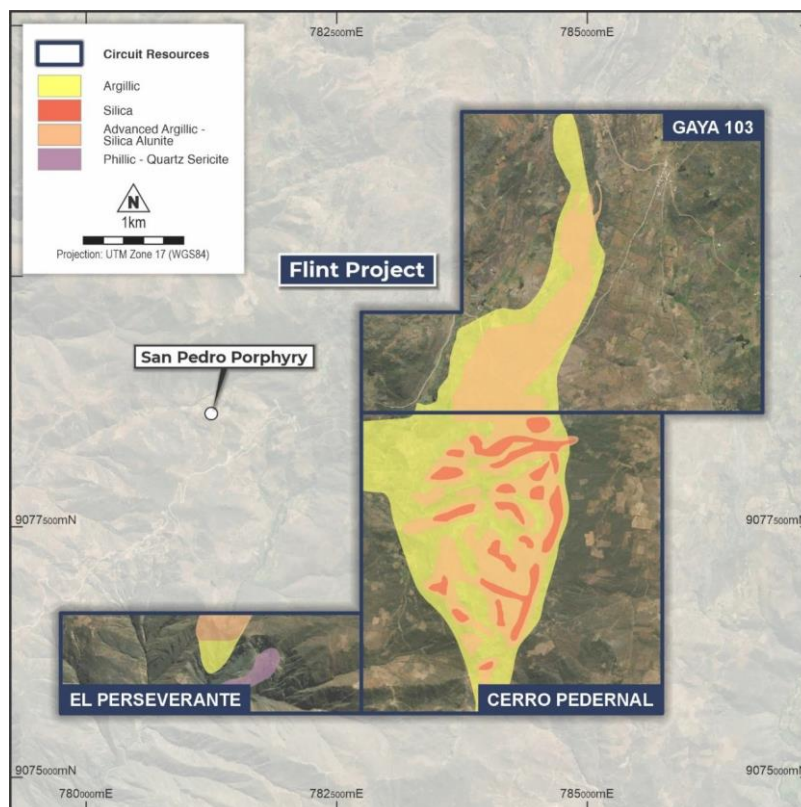 782500mE
785000mE
Circuit Resources
Argillic
Silica
Advanced Argillic -
Silica Alunite
Phillic - Quartz Sericite
N
1km
Projection: UTM Zone 17 (WGS84)
GAYA 103
Flint Project
San Pedro Porphyry
9077500mN
9077500mN
EL PERSEVERANTE
CERRO PEDERNAL
9075000mN
9075000mN
780000mE
782500mE
785000mE